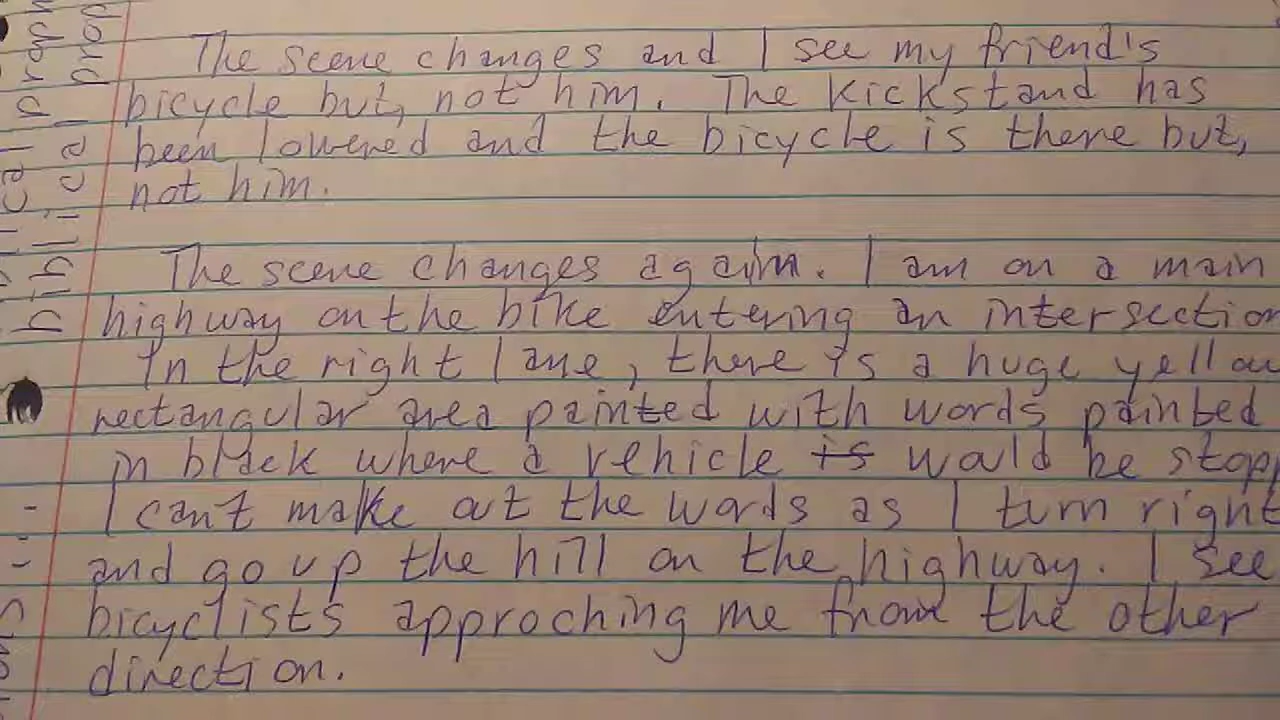 The scene changes and I see my friend's
bicycle but, not him. The kickstand has
been lowered and the bicycle is there but,
not him.
The scene changes again. I am on a main
highway on the bike entering an intersection
In the right lane, there is a huge yellow
rectangular area painted with words painted
in black where a vehicle is would be stopp
I can't make out the words as I turn right
and go up the hill on the highway. I see
bicyclists approching me from the other
direction.